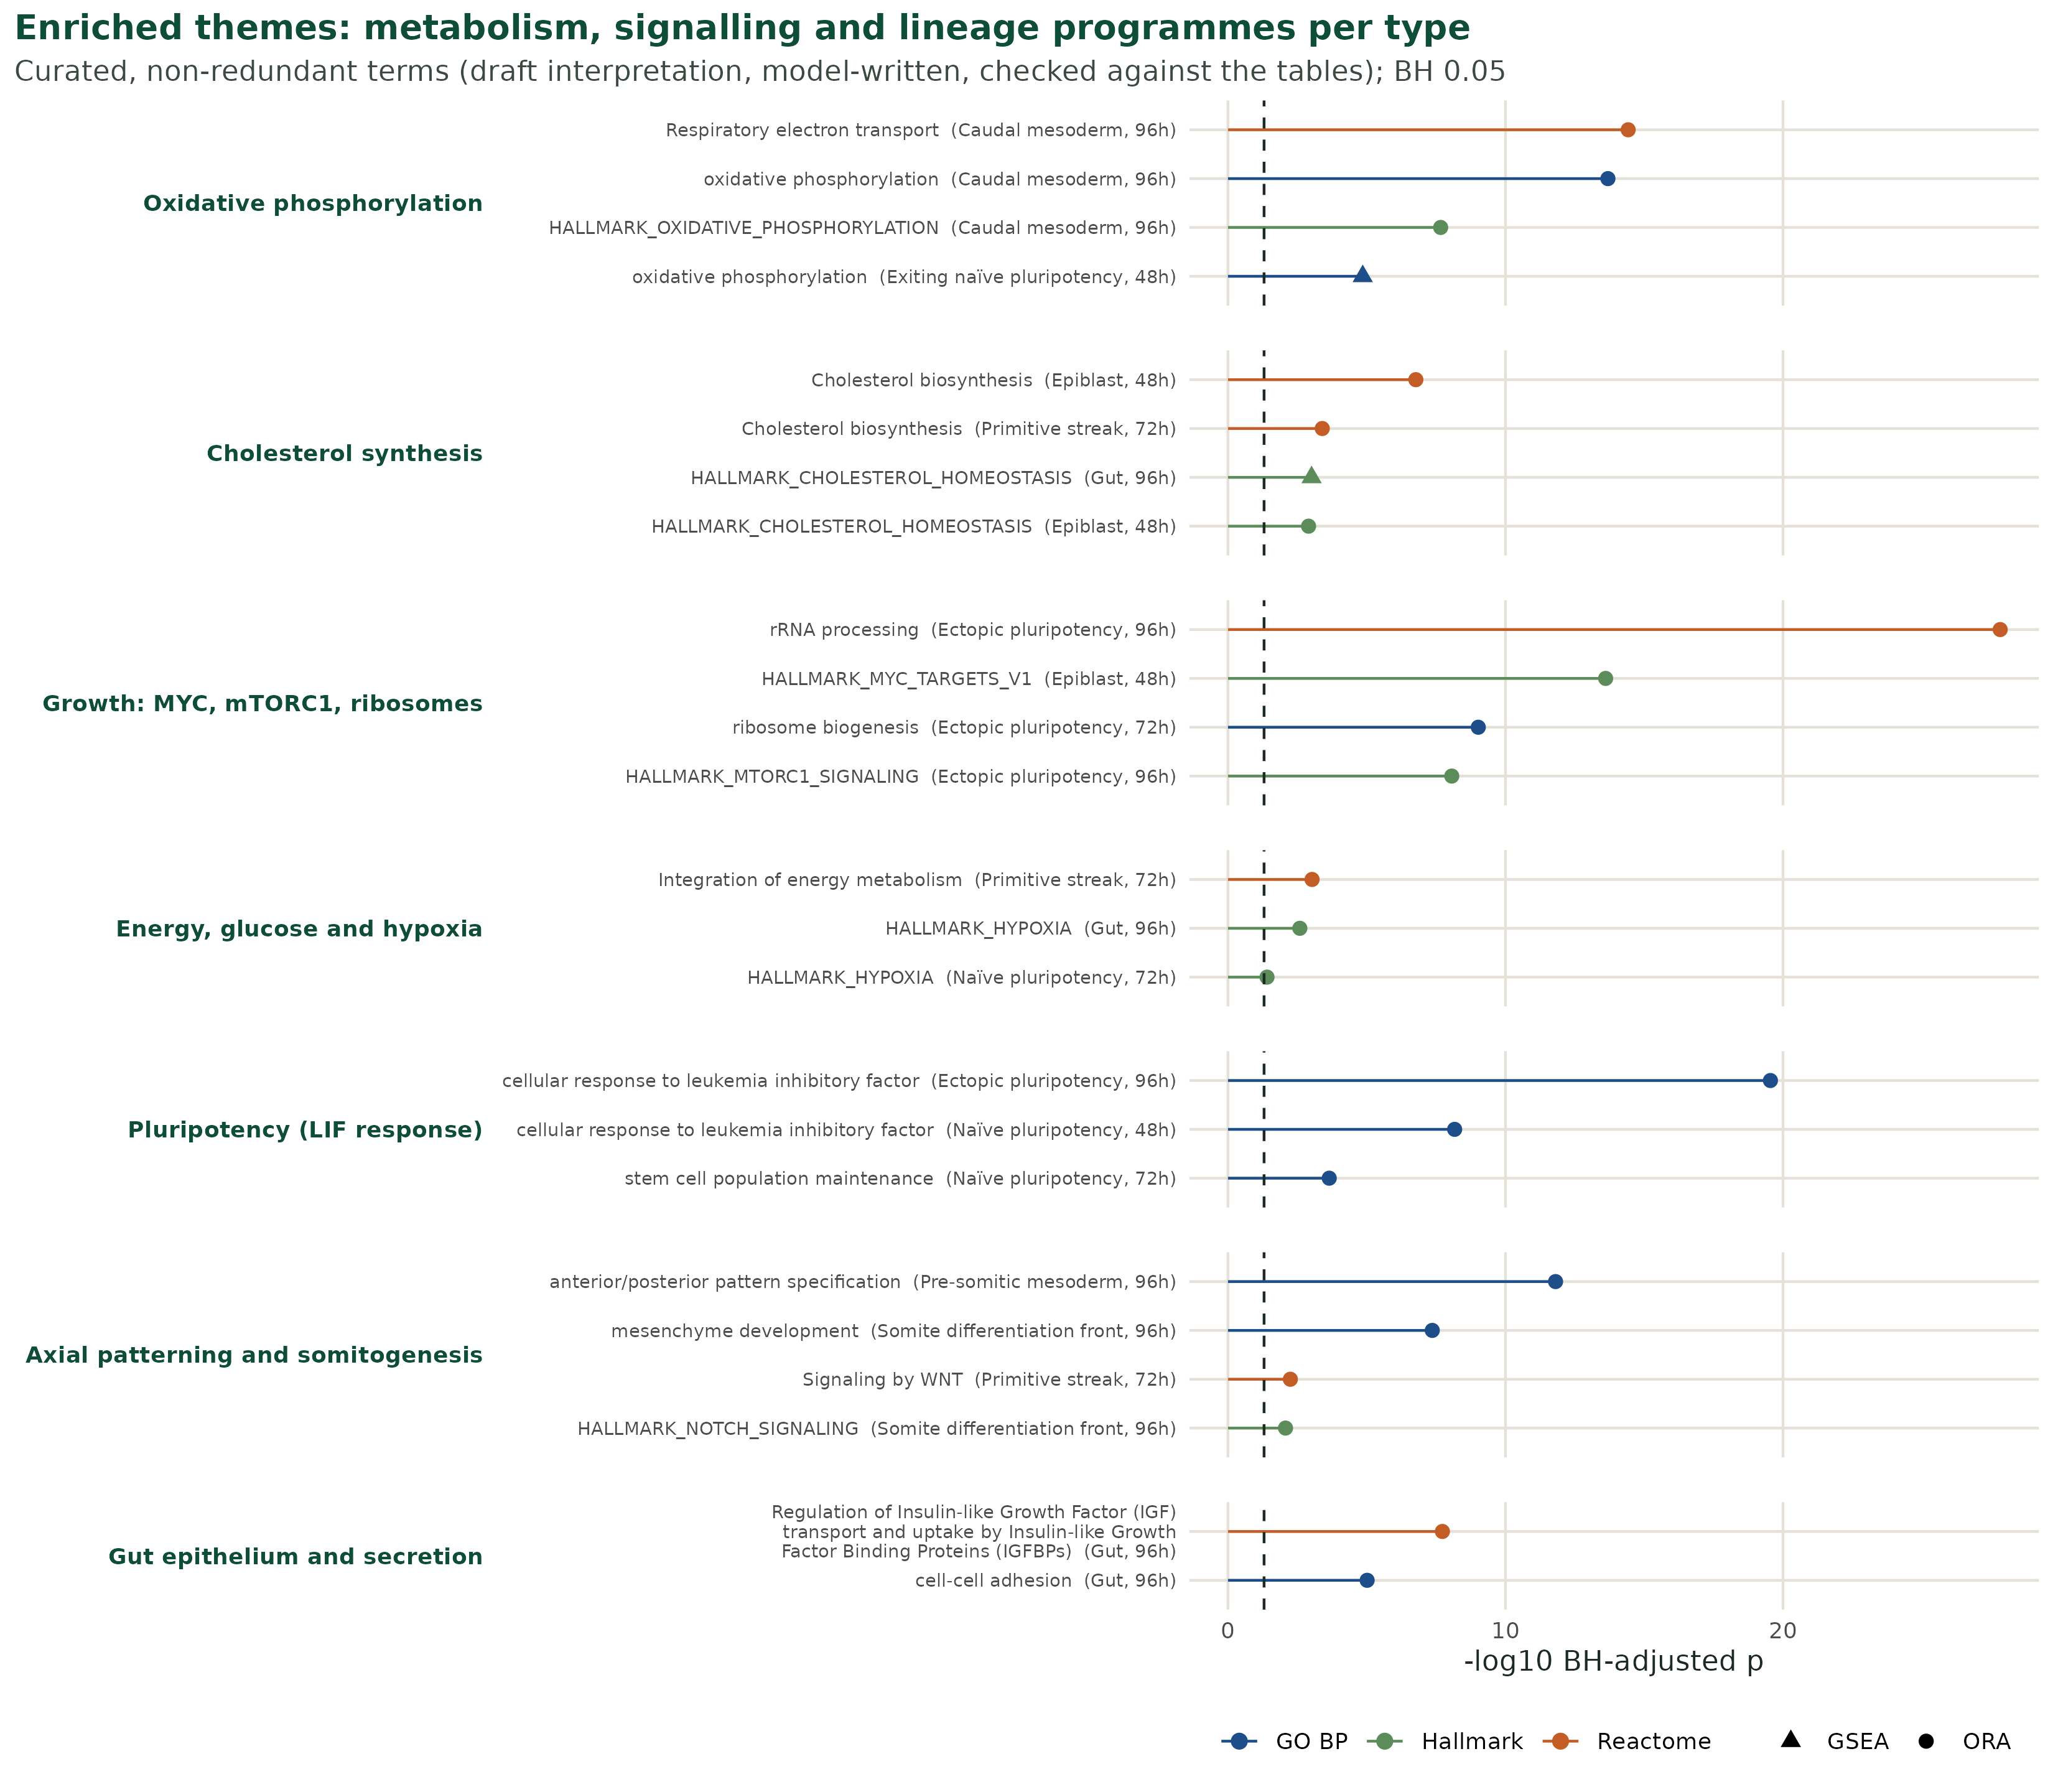 Enriched themes: metabolism, signalling and lineage programmes per type
Curated, non-redundant terms (draft interpretation, model-written, checked against the tables); BH 0.05
Oxidative phosphorylation
Respiratory electron transport (Caudal mesoderm, 96h)
oxidative phosphorylation (Caudal mesoderm, 96h)
HALLMARK_OXIDATIVE_PHOSPHORYLATION (Caudal mesoderm, 96h)
oxidative phosphorylation (Exiting naïve pluripotency, 48h)
Cholesterol synthesis
Cholesterol biosynthesis (Epiblast, 48h)
Cholesterol biosynthesis (Primitive streak, 72h)
HALLMARK_CHOLESTEROL_HOMEOSTASIS (Gut, 96h)
HALLMARK_CHOLESTEROL_HOMEOSTASIS (Epiblast, 48h)
Growth: MYC, mTORC1, ribosomes
rRNA processing (Ectopic pluripotency, 96h)
HALLMARK_MYC_TARGETS_V1 (Epiblast, 48h)
ribosome biogenesis (Ectopic pluripotency, 72h)
HALLMARK_MTORC1_SIGNALING (Ectopic pluripotency, 96h)
Energy, glucose and hypoxia
Integration of energy metabolism (Primitive streak, 72h)
HALLMARK_HYPOXIA (Gut, 96h)
HALLMARK_HYPOXIA (Naïve pluripotency, 72h)
Pluripotency (LIF response)
cellular response to leukemia inhibitory factor (Ectopic pluripotency, 96h)
cellular response to leukemia inhibitory factor (Naïve pluripotency, 48h)
stem cell population maintenance (Naïve pluripotency, 72h)
Axial patterning and somitogenesis
anterior/posterior pattern specification (Pre-somitic mesoderm, 96h)
mesenchyme development (Somite differentiation front, 96h)
Signaling by WNT (Primitive streak, 72h)
HALLMARK_NOTCH_SIGNALING (Somite differentiation front, 96h)
Gut epithelium and secretion
Regulation of Insulin-like Growth Factor (IGF)
transport and uptake by Insulin-like Growth
Factor Binding Proteins (IGFBPs) (Gut, 96h)
cell-cell adhesion (Gut, 96h)
0 10 20
-log10 BH-adjusted p
GO BP Hallmark Reactome GSEA ORA